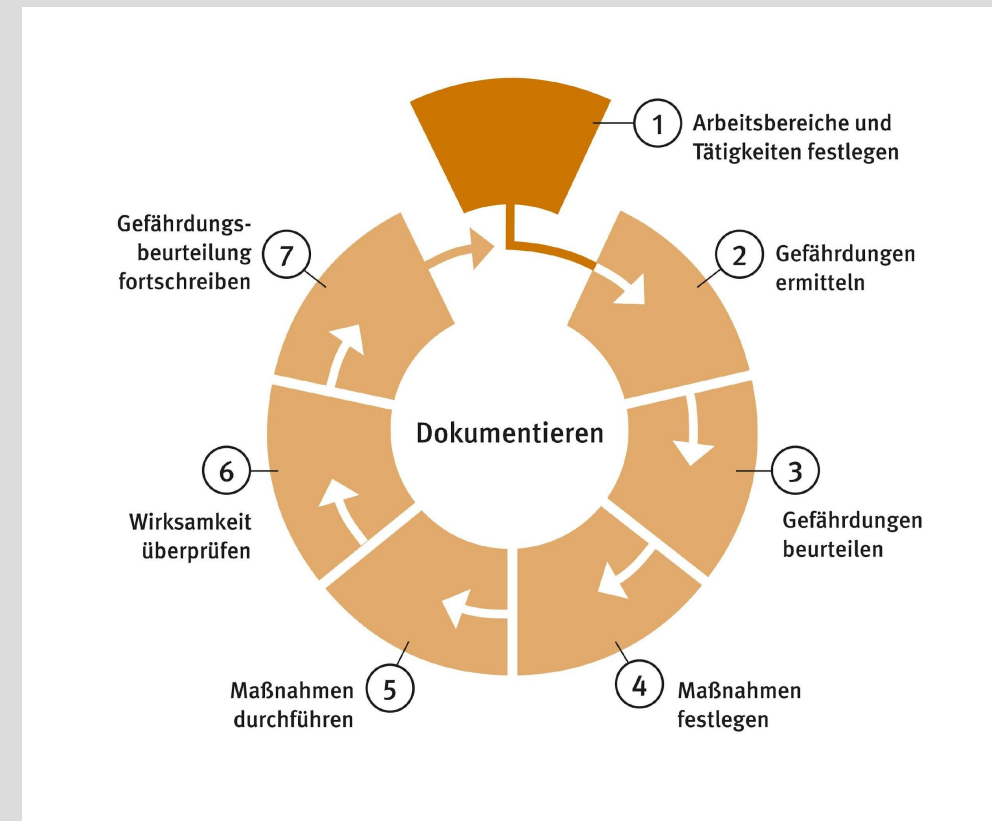 1
Arbeitsbereiche und
Tätigkeiten festlegen
2
Gefährdungen
ermitteln
3
Gefährdungen
beurteilen
4
Maßnahmen
festlegen
5
Maßnahmen
durchführen
6
Wirksamkeit
überprüfen
7
Gefährdungs-
beurteilung
fortschreiben
Dokumentieren